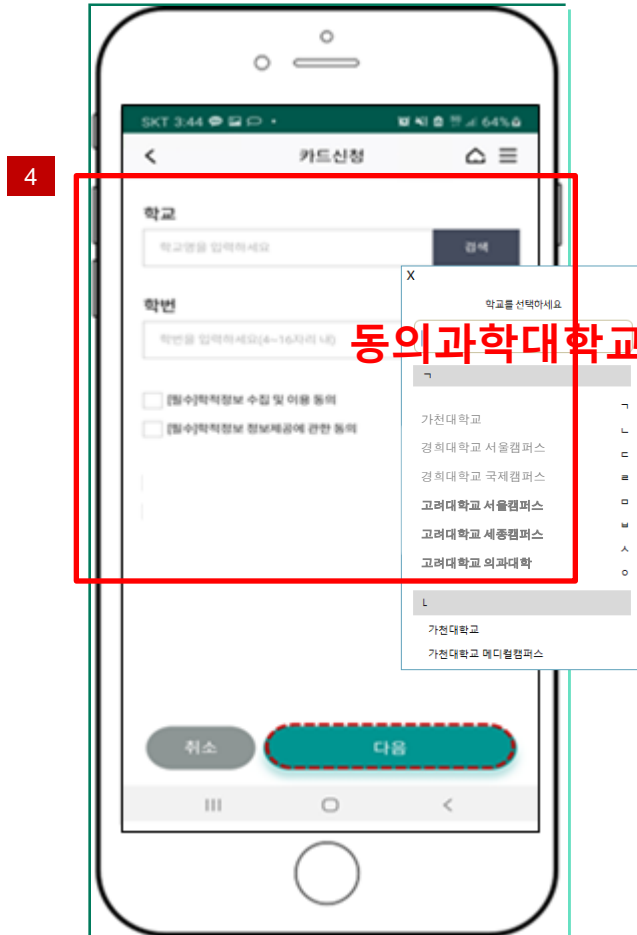 SKT 3:44
64%
카드신청
4
학교
학교명을 입력하세요
검색
학번
학번을 입력하세요(4~16자리 내)
[필수]학적정보 수집 및 이용 동의
[필수]학적정보 정보제공에 관한 동의
X
학교를 선택하세요
동의과학대학교
ㄱ
가천대학교
경희대학교 서울캠퍼스
경희대학교 국제캠퍼스
고려대학교 서울캠퍼스
고려대학교 세종캠퍼스
고려대학교 의과대학
ㄱ
ㄴ
ㄷ
ㄹ
ㅁ
ㅂ
ㅅ
ㅇ
L
가천대학교
가천대학교 메디컬캠퍼스
취소
다음